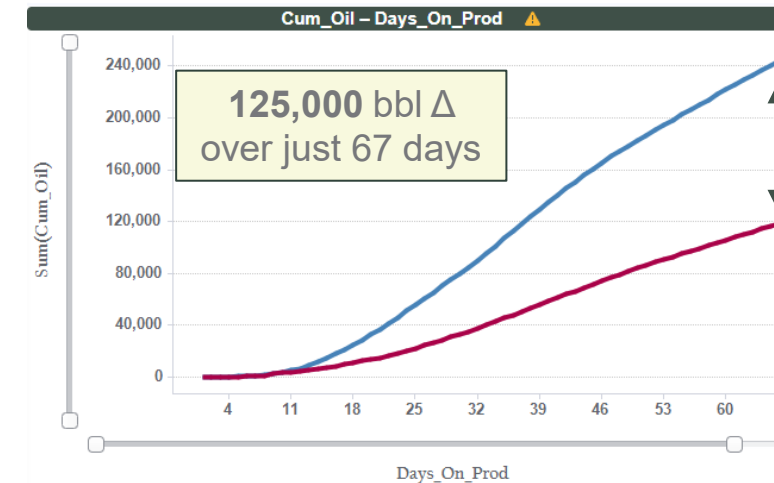 Cum_Oil – Days_On_Prod
240,000
200,000
160,000
120,000
80,000
40,000
0
Sum(Cum_Oil)
125,000 bbl Δ
over just 67 days
4 11 18 25 32 39 46 53 60
Days_On_Prod